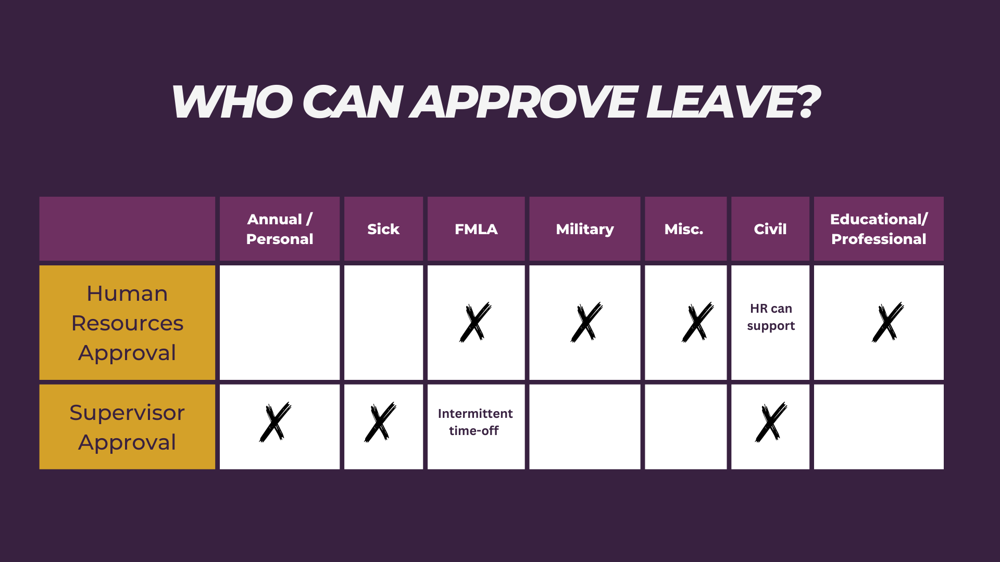 WHO CAN APPROVE LEAVE?
Annual /
Personal
Sick
FMLA
Military
Misc.
Civil
Educational/
Professional
Human
Resources
Approval
X
X
X
HR can
support
X
Supervisor
Approval
X
X
Intermittent
time-off
X